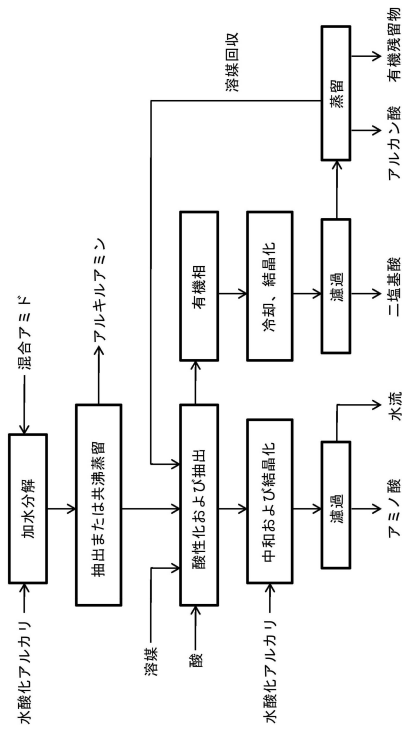 水酸化アルカリ
混合アミド
加水分解
抽出または共沸蒸留
アルキルアミン
溶媒
酸
酸性化および抽出
有機相
溶媒回収
水酸化アルカリ
中和および結晶化
冷却、結晶化
濾過
濾過
蒸留
アミノ酸
水流
二塩基酸
アルカン酸
有機残留物